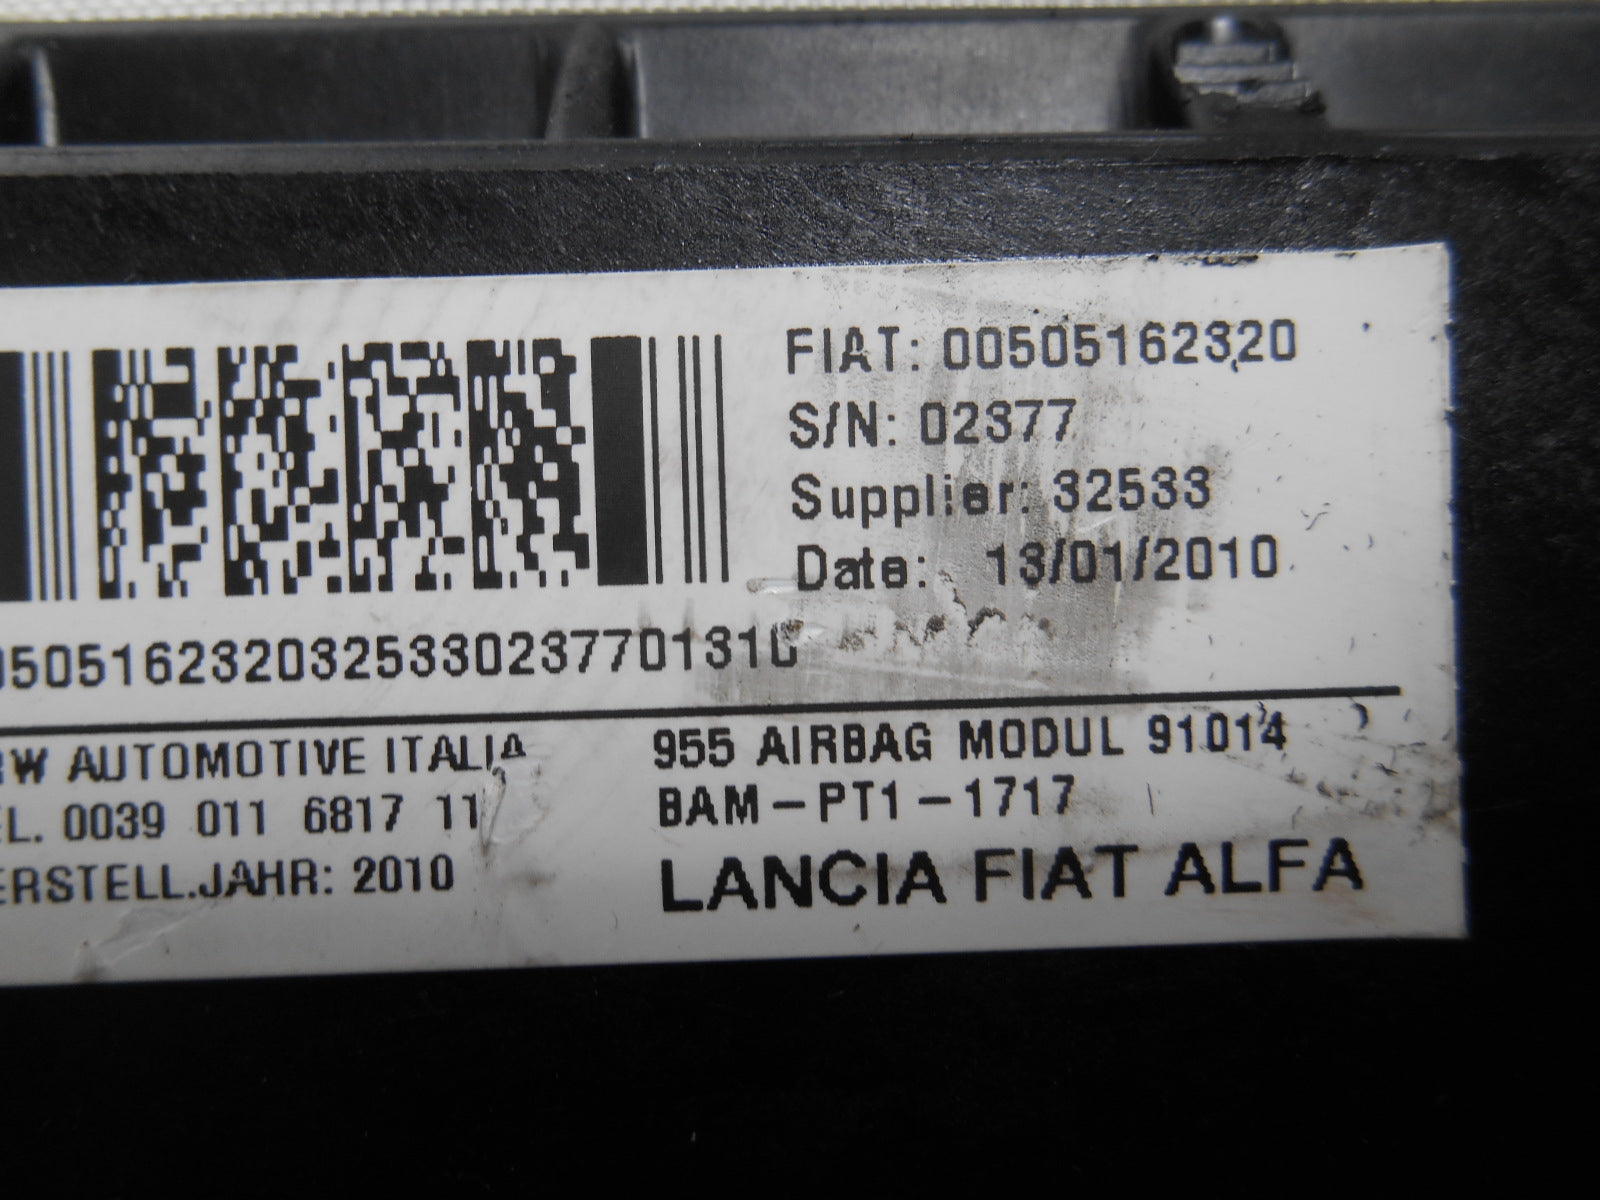 FIAT: 00505162320
S/N: 02377
Supplier: 32533
Date: 13/01/2010
0505162320325330237701310
RW AUTOMOTIVE ITALIA
EL. 0039 011 6817 11
ERSTELL.JAHR: 2010
955 AIRBAG MODUL 91014
BAM-PT1-1717
LANCIA FIAT ALFA